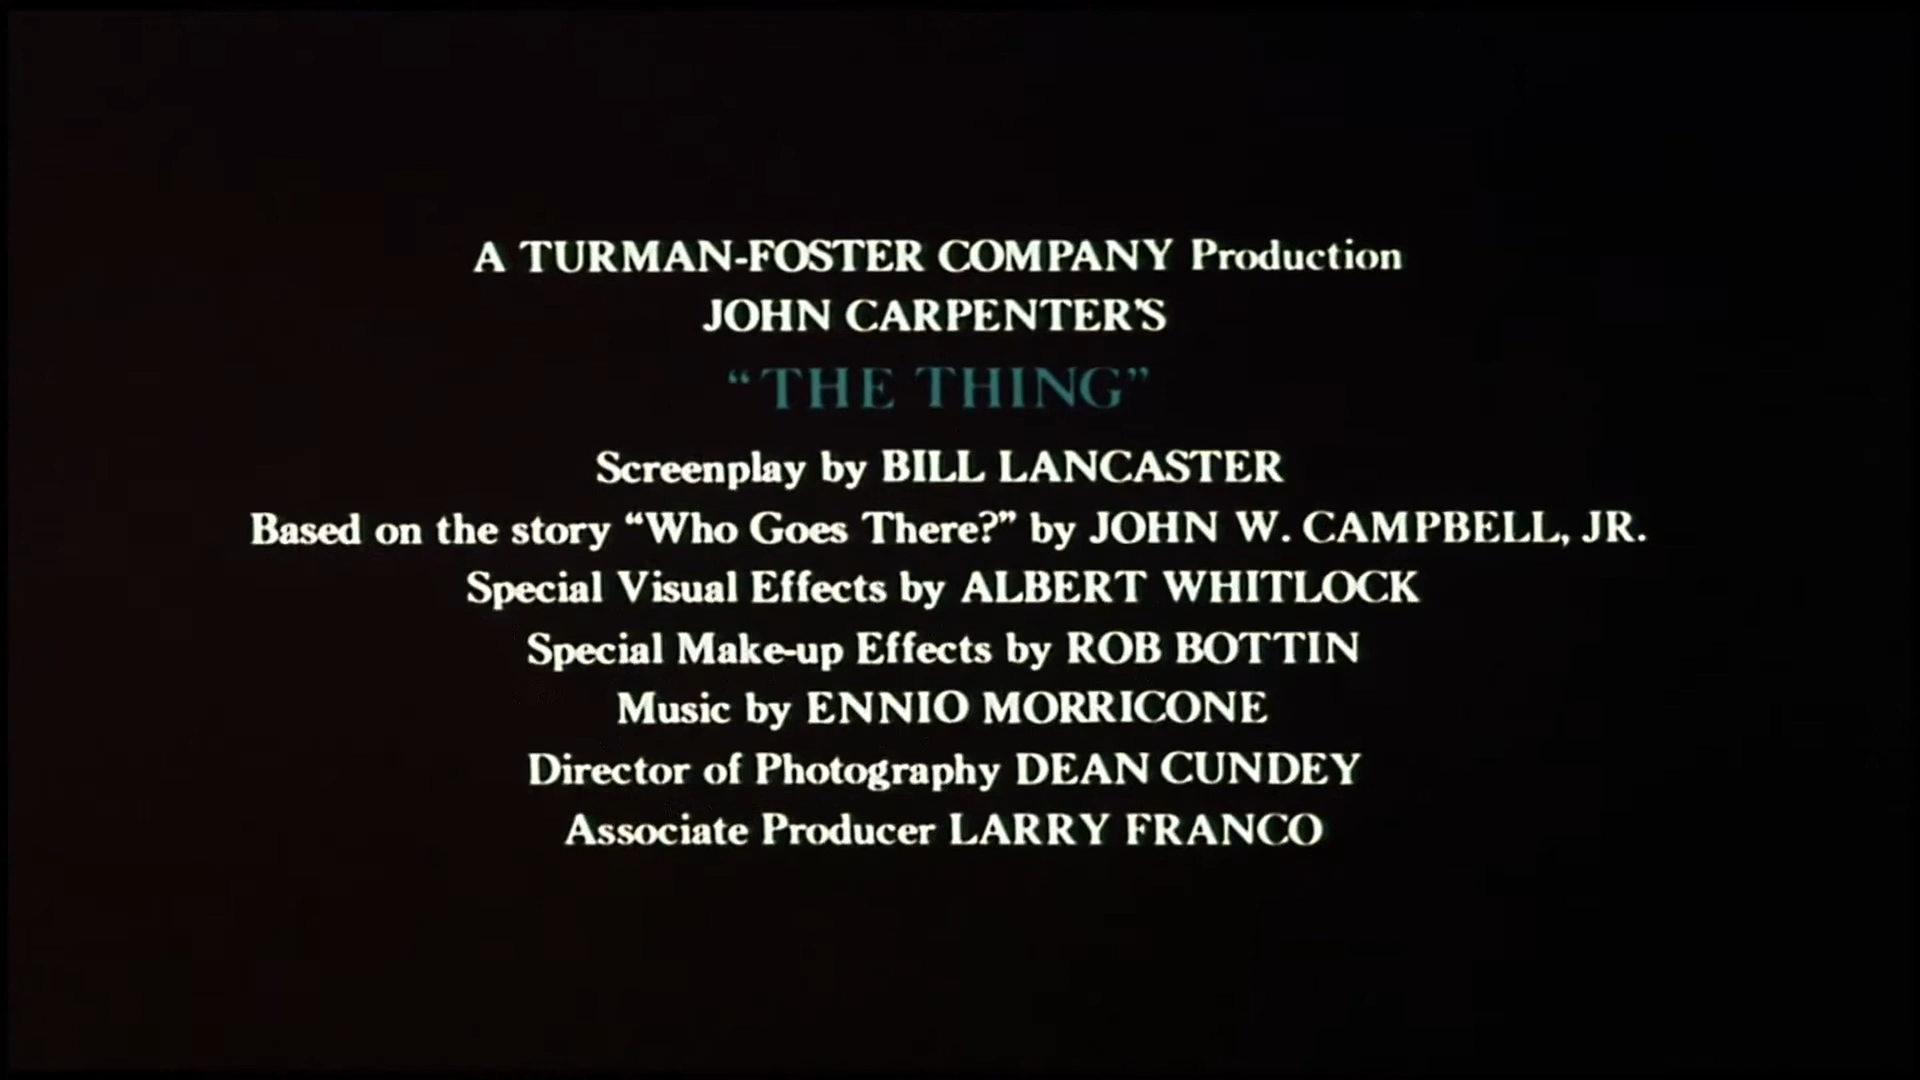 A TURMAN-FOSTER COMPANY Production
JOHN CARPENTER'S
“THE THING”
Screenplay by BILL LANCASTER
Based on the story “Who Goes There?” by JOHN W. CAMPBELL, JR.
Special Visual Effects by ALBERT WHITLOCK
Special Make-up Effects by ROB BOTTIN
Music by ENNIO MORRICONE
Director of Photography DEAN CUNDEY
Associate Producer LARRY FRANCO